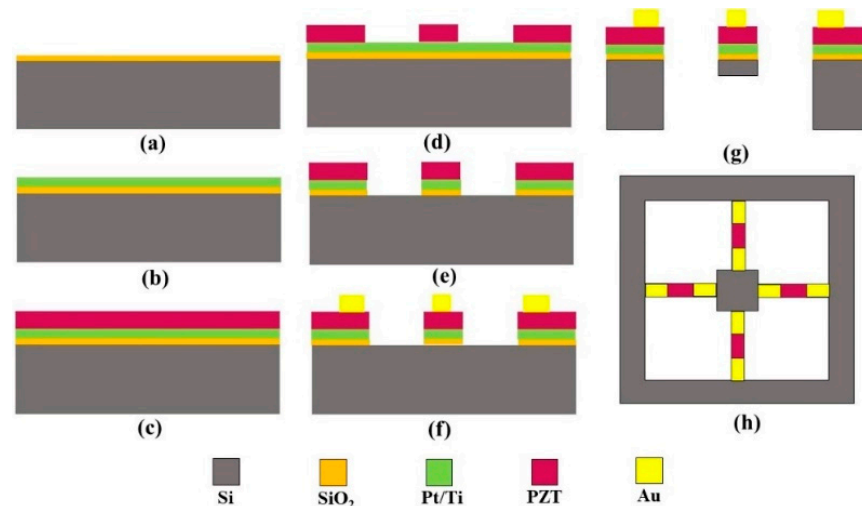 (a)
(b)
(c)
(d)
(e)
(f)
(g)
(h)
Si
SiO₂
Pt/Ti
PZT
Au